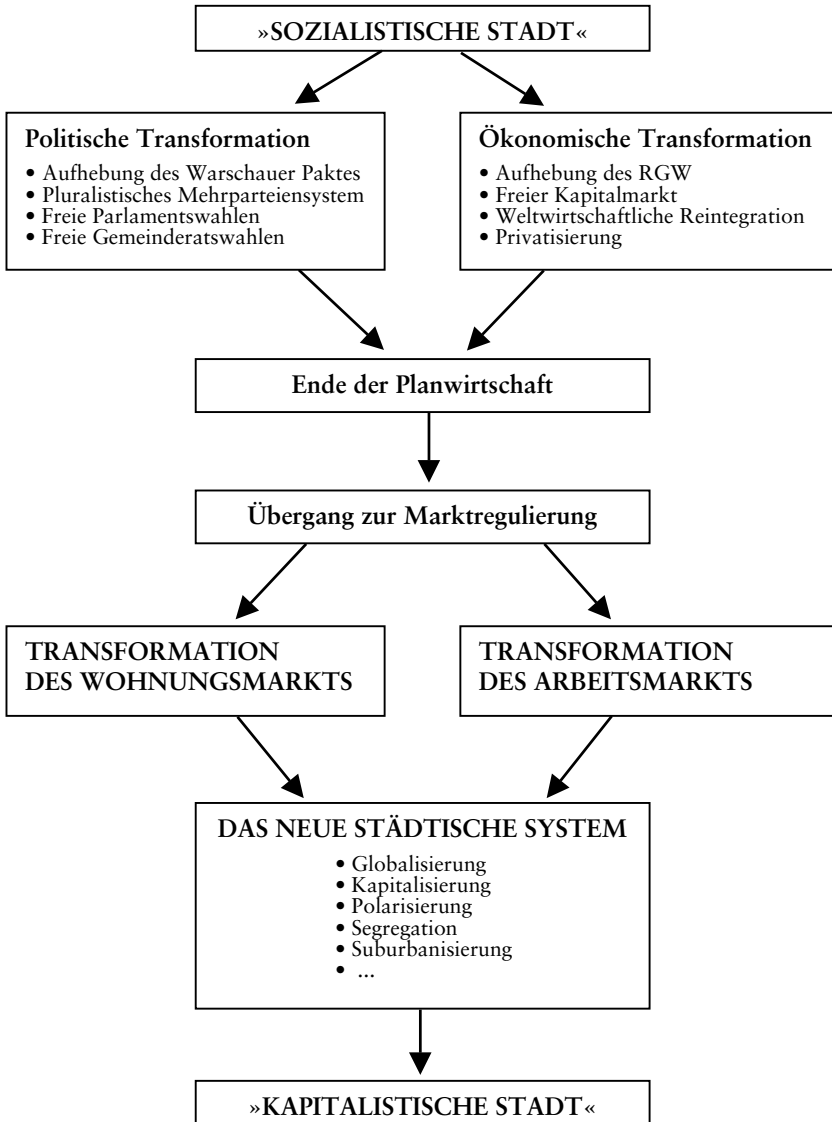 »SOZIALISTISCHE STADT«
Politische Transformation
• Aufhebung des Warschauer Paktes
• Pluralistisches Mehrparteiensystem
• Freie Parlamentswahlen
• Freie Gemeinderatswahlen
Ökonomische Transformation
• Aufhebung des RGW
• Freier Kapitalmarkt
• Weltwirtschaftliche Reintegration
• Privatisierung
Ende der Planwirtschaft
Übergang zur Marktregulierung
TRANSFORMATION
DES WOHNUNGSMARKTS
TRANSFORMATION
DES ARBEITSMARKTS
DAS NEUE STÄDTISCHE SYSTEM
• Globalisierung
• Kapitalisierung
• Polarisierung
• Segregation
• Suburbanisierung
• ...
»KAPITALISTISCHE STADT«